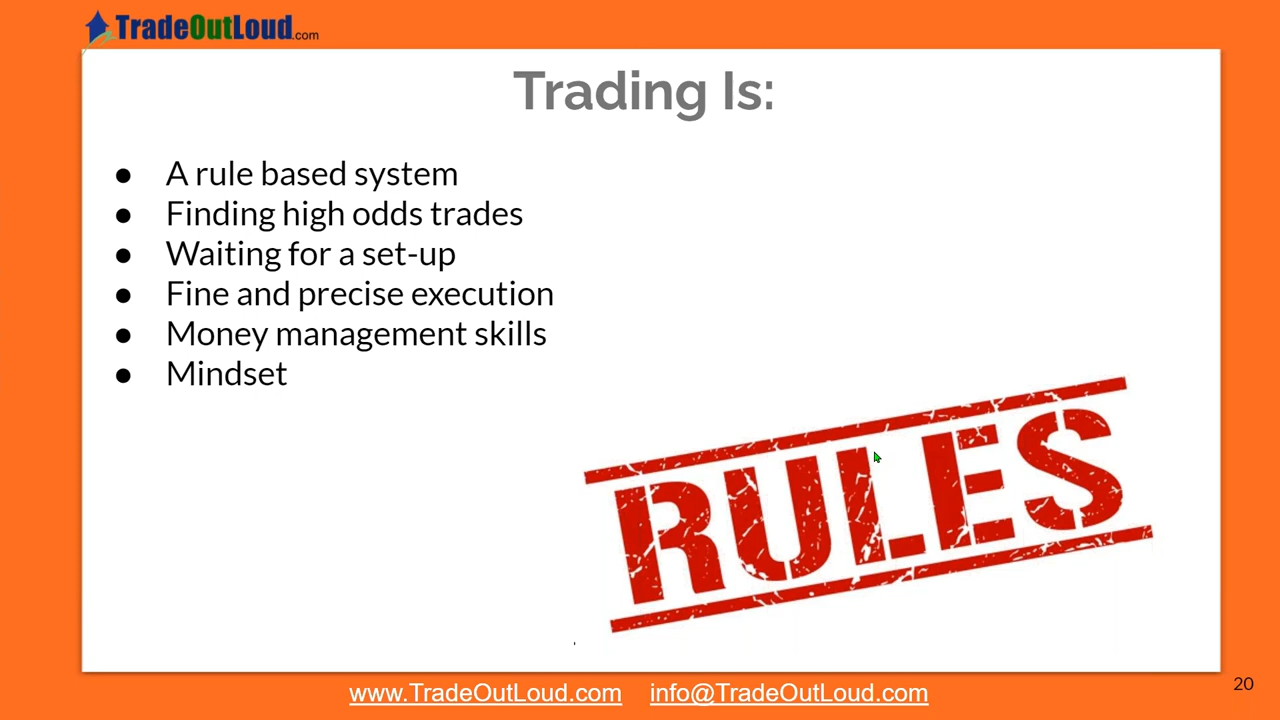 TradeOutLoud.com
Trading Is:
● A rule based system
● Finding high odds trades
● Waiting for a set-up
● Fine and precise execution
● Money management skills
● Mindset
RULES
www.TradeOutLoud.com info@TradeOutLoud.com
20